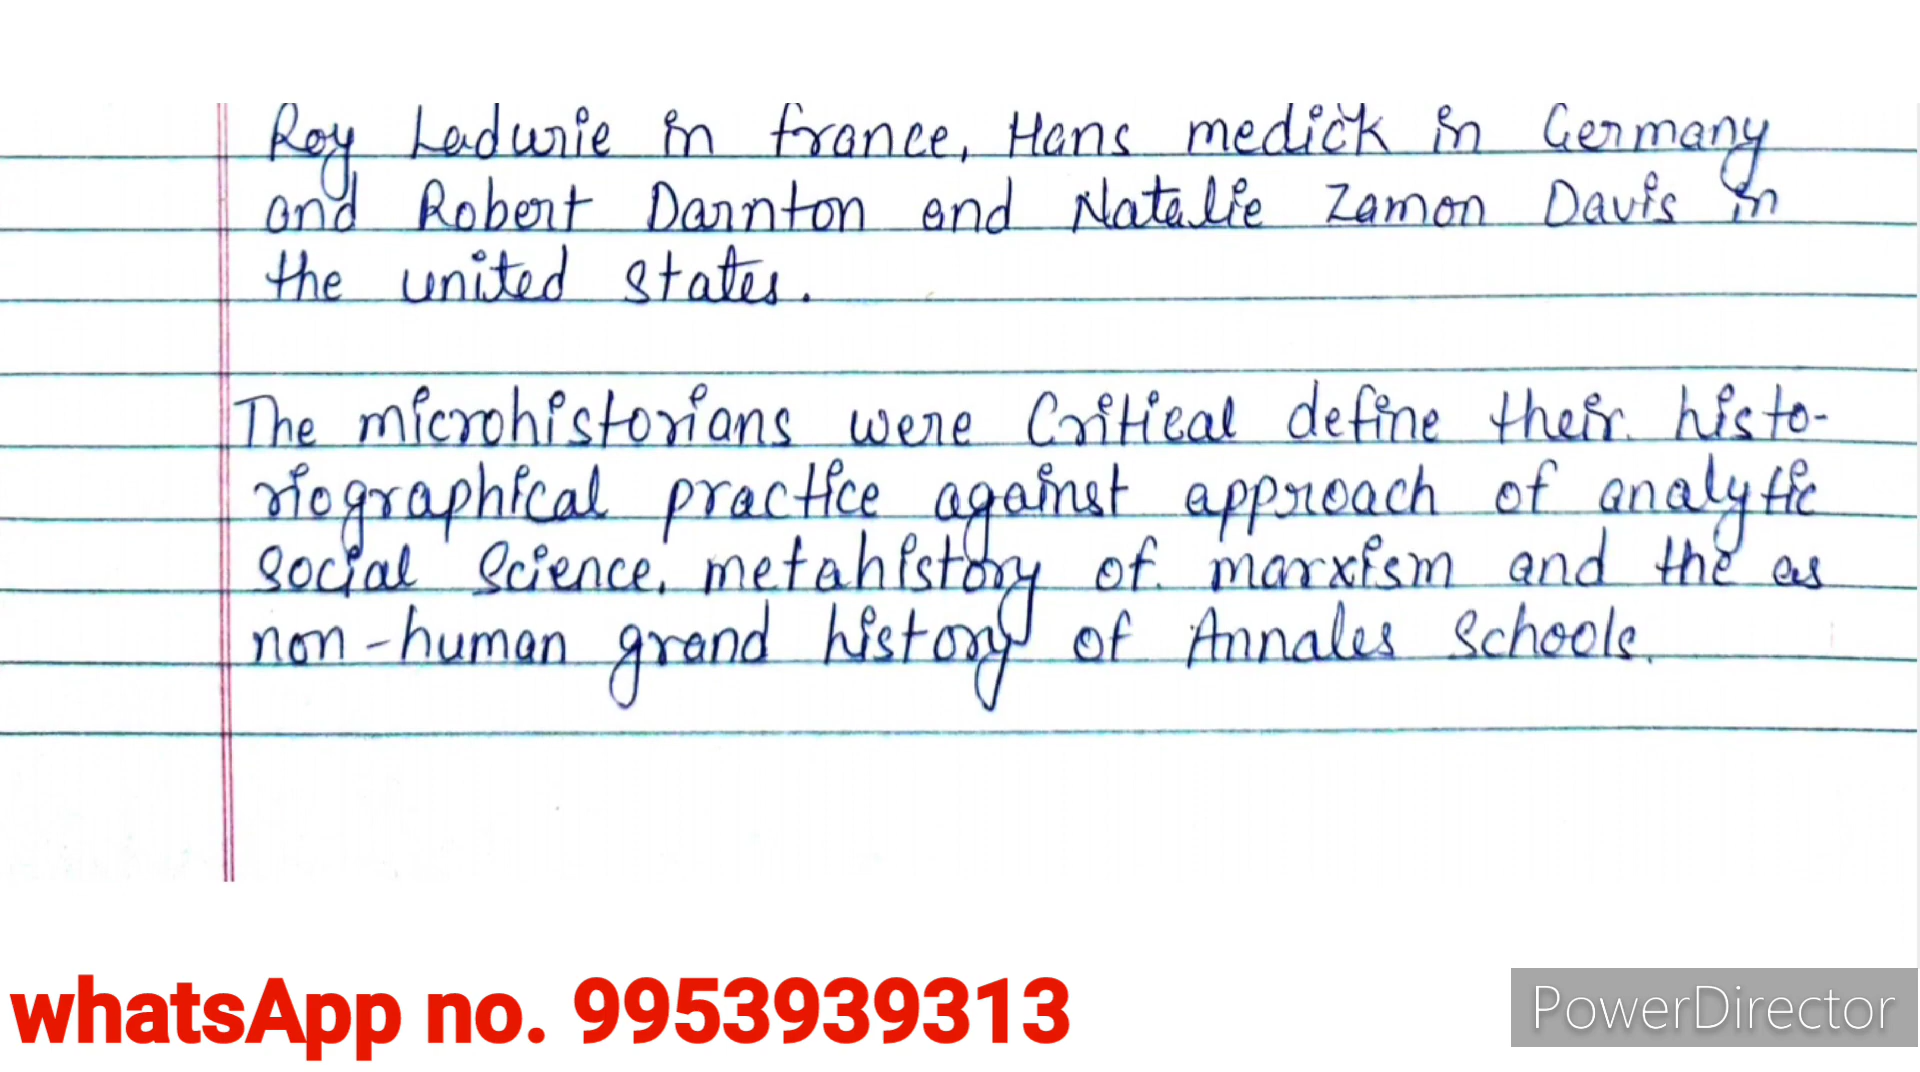 Roy Ladurie in france, Hans medick in Germany
and Robert Darnton and Natalie Zamon Davis in
the united states.
The microhistorians were Critical define their histo-
riographical practice against approach of analytic
social science, metahistory of marxism and the as
non-human grand history of Annales schools.
whatsApp no. 9953939313
PowerDirector